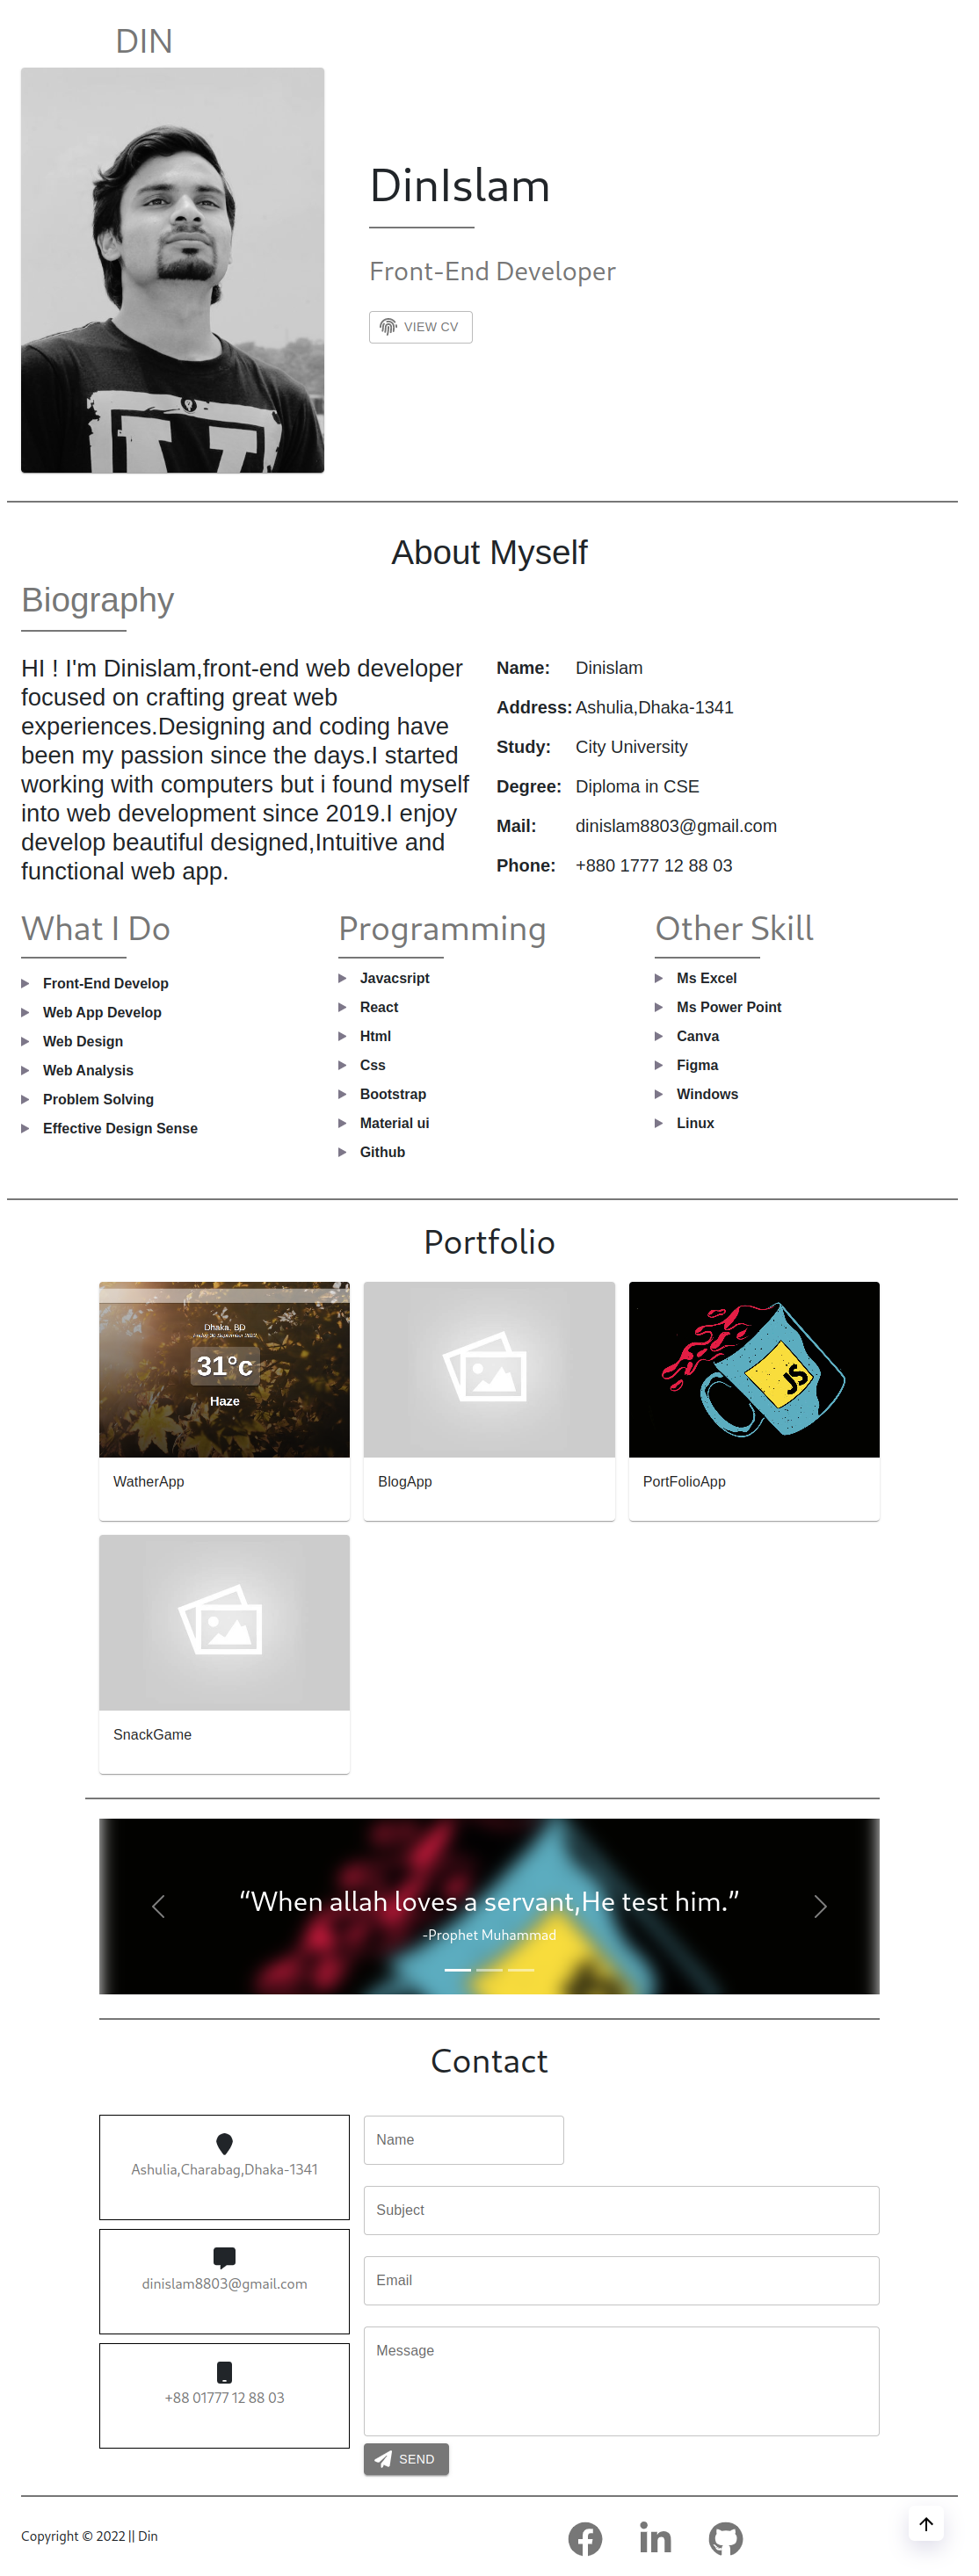 DIN
DinIslam
Front-End Developer
VIEW CV
About Myself
Biography
HI ! I'm Dinislam,front-end web developer
focused on crafting great web
experiences.Designing and coding have
been my passion since the days.I started
working with computers but i found myself
into web development since 2019.I enjoy
develop beautiful designed,Intuitive and
functional web app.
Name: Dinislam
Address: Ashulia,Dhaka-1341
Study: City University
Degree: Diploma in CSE
Mail: dinislam8803@gmail.com
Phone: +880 1777 12 88 03
What I Do
Front-End Develop
Web App Develop
Web Design
Web Analysis
Problem Solving
Effective Design Sense
Programming
Javacsript
React
Html
Css
Bootstrap
Material ui
Github
Other Skill
Ms Excel
Ms Power Point
Canva
Figma
Windows
Linux
Portfolio
Dhaka, BD
31°c
Haze
WatherApp
BlogApp
JS
PortFolioApp
SnackGame
“When allah loves a servant,He test him.”
-Prophet Muhammad
Contact
Ashulia,Charabag,Dhaka-1341
dinislam8803@gmail.com
+88 01777 12 88 03
Name
Subject
Email
Message
SEND
Copyright © 2022 || Din